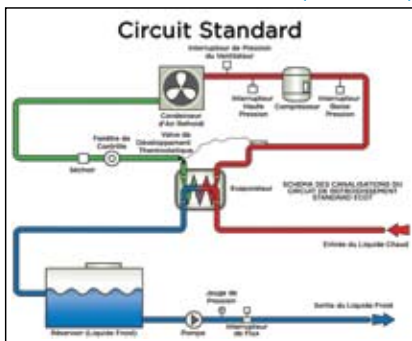 Circuit Standard
Interrupteur de Pression
du Ventilateur
Condenseur
d'Air Refroidi
Interrupteur
Haute
Pression
Compresseur
Interrupteur
Basse
Pression
Fenêtre de
Contrôle
Valve de
Développement
Thermostatique
Séchoir
Evaporateur
SCHEMA DES CANALISATIONS DU
CIRCUIT DE REFROIDISSEMENT
STANDARD
Entrée du Liquide Chaud
Jauge de
Pression
Sortie du Liquide Froid
Réservoir (Liquide Froid)
Pompe
Interrupteur
de Flux